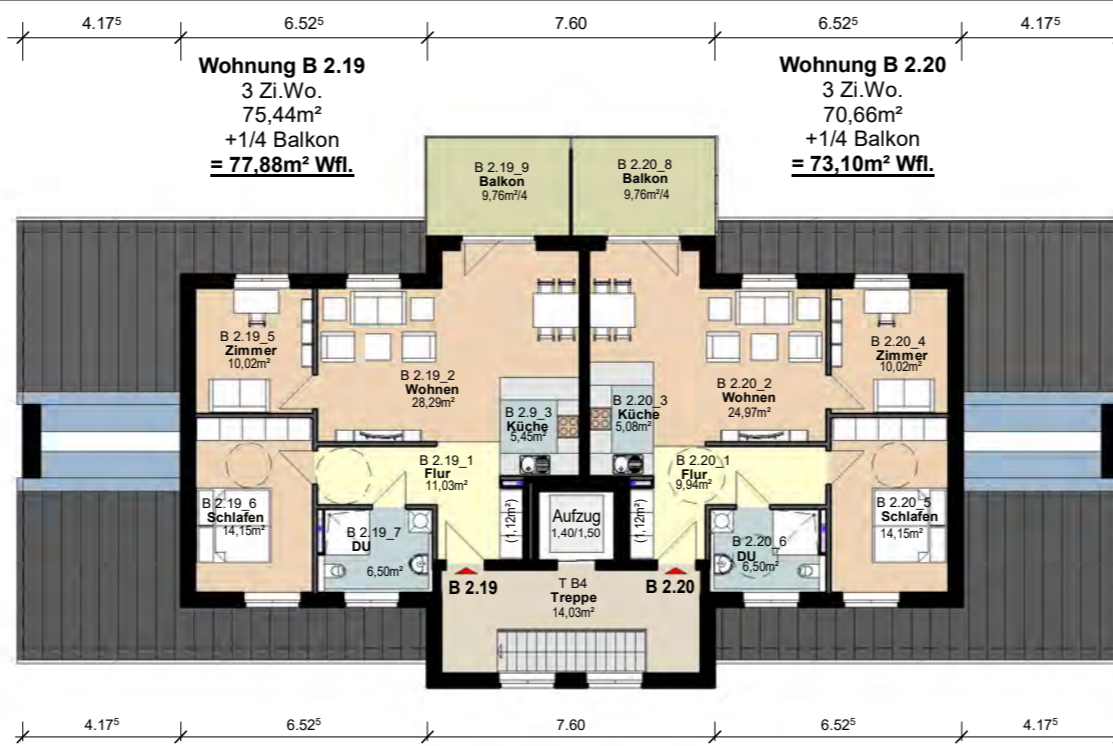 4.17⁵ 6.52⁵ 7.60 6.52⁵ 4.17⁵
Wohnung B 2.19
3 Zi.Wo.
75,44m²
+1/4 Balkon
= 77,88m² Wfl.
Wohnung B 2.20
3 Zi.Wo.
70,66m²
+1/4 Balkon
= 73,10m² Wfl.
B 2.19_9
Balkon
9,76m²/4
B 2.20_8
Balkon
9,76m²/4
B 2.19_5
Zimmer
10,02m²
B 2.19_2
Wohnen
28,29m²
B 2.9_3
Küche
5,45m²
B 2.20_3
Küche
5,08m²
B 2.20_2
Wohnen
24,97m²
B 2.20_4
Zimmer
10,02m²
B 2.19_6
Schlafen
14,15m²
B 2.19_1
Flur
11,03m²
B 2.19_7
DU
6,50m²
(1,12m²)
Aufzug
1,40/1,50
(1,12m²)
B 2.20_1
Flur
9,94m²
B 2.20_6
DU
6,50m²
B 2.20_5
Schlafen
14,15m²
B 2.19
T B4
Treppe
14,03m²
B 2.20
4.17⁵ 6.52⁵ 7.60 6.52⁵ 4.17⁵